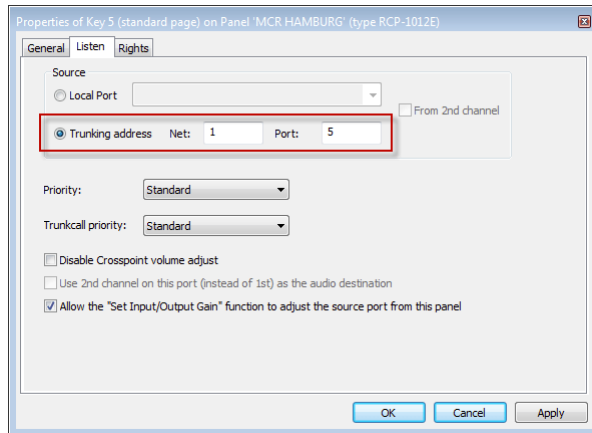 Properties of Key 5 (standard page) on Panel 'MCR HAMBURG' (type RCP-1012E)
General Listen Rights
Source
Local Port
From 2nd channel
Trunking address Net: 1 Port: 5
Priority: Standard
Trunkcall priority: Standard
Disable Crosspoint volume adjust
Use 2nd channel on this port (instead of 1st) as the audio destination
Allow the "Set Input/Output Gain" function to adjust the source port from this panel
OK Cancel Apply